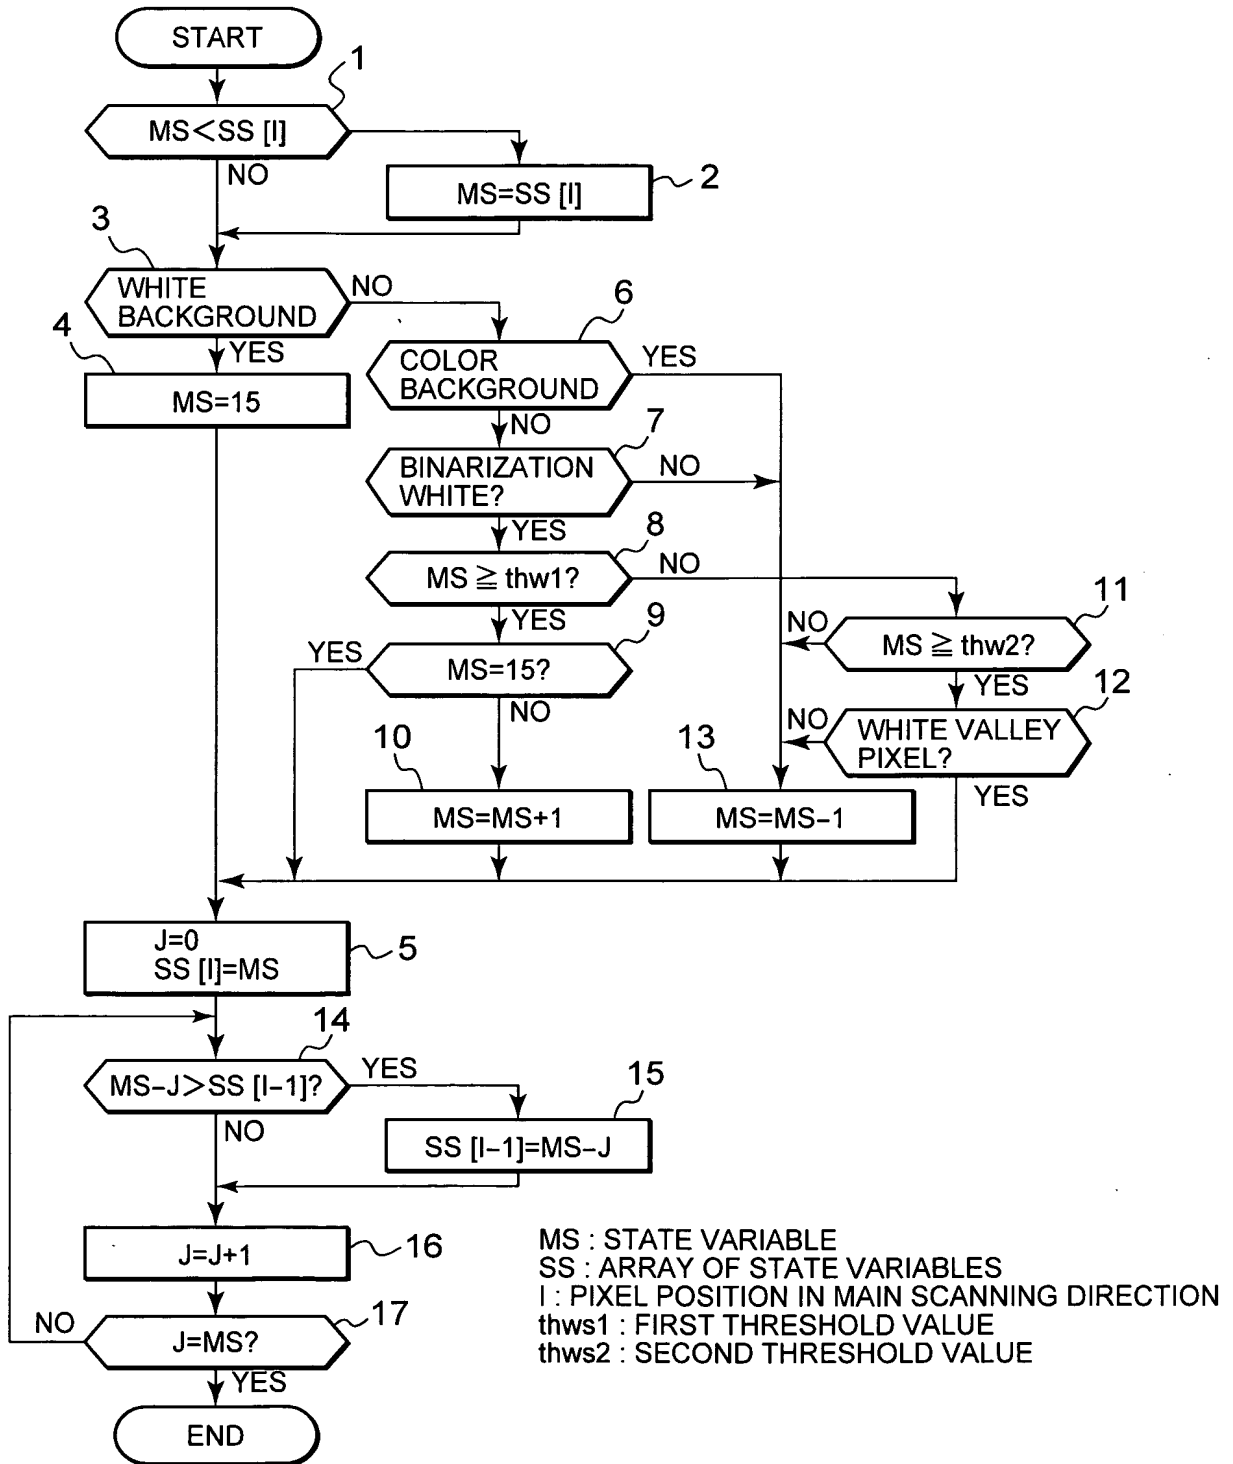 START
1
MS<SS [I]
NO
MS=SS [I]
2
3
WHITE
BACKGROUND
NO
YES
4
MS=15
6
COLOR
BACKGROUND
YES
NO
7
BINARIZATION
WHITE?
NO
YES
8
MS ≧ thw1?
NO
YES
9
MS=15?
YES
NO
11
MS ≧ thw2?
NO
YES
12
WHITE VALLEY
PIXEL?
NO
YES
10
MS=MS+1
13
MS=MS−1
J=0
SS [I]=MS
5
14
MS−J>SS [I−1]?
YES
NO
15
SS [I−1]=MS−J
J=J+1
16
17
J=MS?
NO
YES
END
MS : STATE VARIABLE
SS : ARRAY OF STATE VARIABLES
I : PIXEL POSITION IN MAIN SCANNING DIRECTION
thws1 : FIRST THRESHOLD VALUE
thws2 : SECOND THRESHOLD VALUE